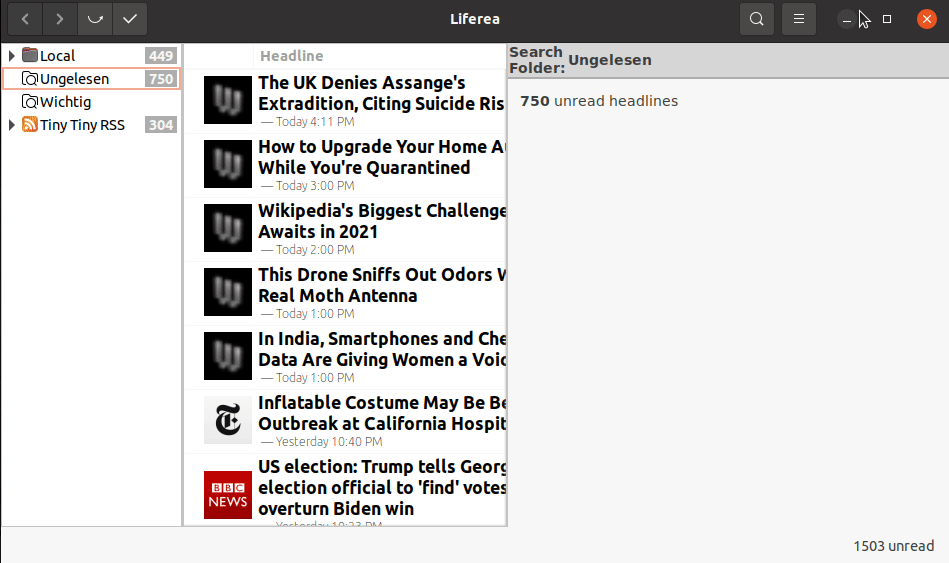 Liferea
Local 449
Ungelesen 750
Wichtig
Tiny Tiny RSS 304
Headline
The UK Denies Assange's
Extradition, Citing Suicide Ris
— Today 4:11 PM
How to Upgrade Your Home Au
While You're Quarantined
— Today 3:00 PM
Wikipedia's Biggest Challenge
Awaits in 2021
— Today 2:00 PM
This Drone Sniffs Out Odors W
Real Moth Antenna
— Today 1:00 PM
In India, Smartphones and Che
Data Are Giving Women a Voic
— Today 1:00 PM
Inflatable Costume May Be Be
Outbreak at California Hospit
— Yesterday 10:40 PM
BBC
NEWS
US election: Trump tells Georg
election official to 'find' votes
overturn Biden win
— Yesterday 10:23 PM
Search
Folder: Ungelesen
750 unread headlines
1503 unread